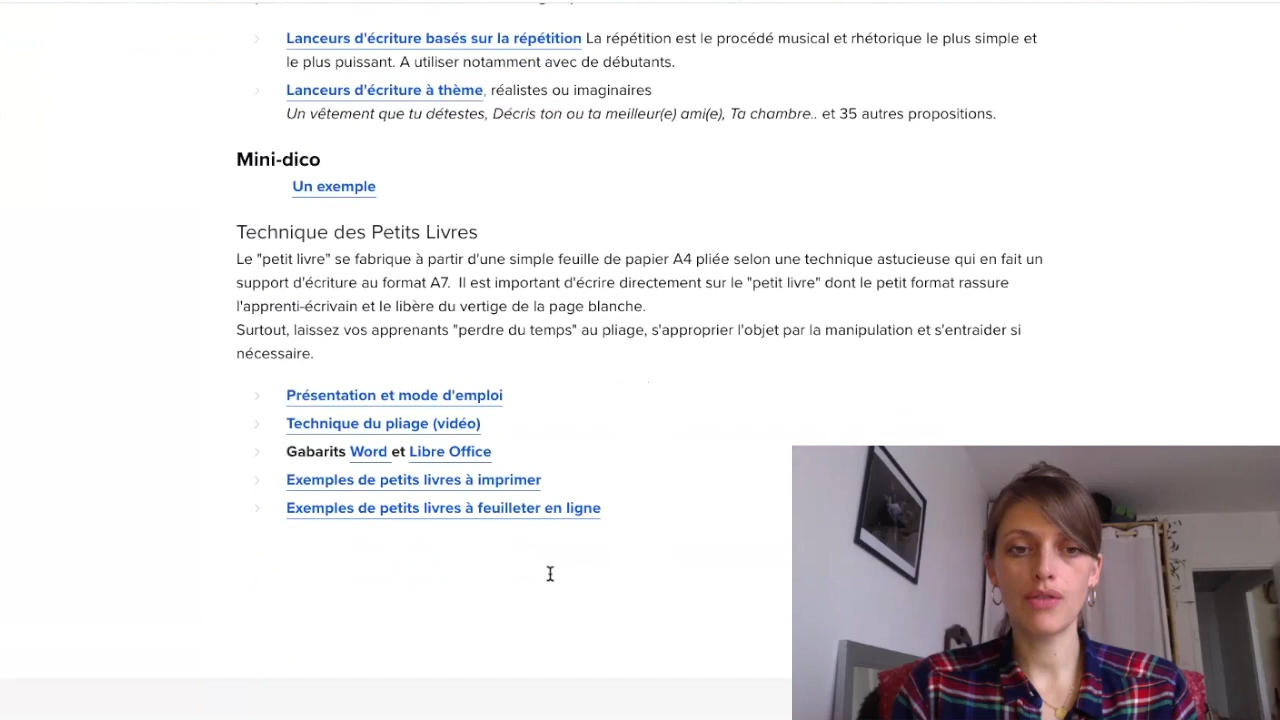 Lanceurs d'écriture basés sur la répétition La répétition est le procédé musical et rhétorique le plus simple et
le plus puissant. A utiliser notamment avec de débutants.
Lanceurs d'écriture à thème, réalistes ou imaginaires
Un vêtement que tu détestes, Décris ton ou ta meilleur(e) ami(e), Ta chambre.. et 35 autres propositions.
Mini-dico
Un exemple
Technique des Petits Livres
Le "petit livre" se fabrique à partir d'une simple feuille de papier A4 pliée selon une technique astucieuse qui en fait un
support d'écriture au format A7.  Il est important d'écrire directement sur le "petit livre" dont le petit format rassure
l'apprenti-écrivain et le libère du vertige de la page blanche.
Surtout, laissez vos apprenants "perdre du temps" au pliage, s'approprier l'objet par la manipulation et s'entraider si
nécessaire.
Présentation et mode d'emploi
Technique du pliage (vidéo)
Gabarits Word et Libre Office
Exemples de petits livres à imprimer
Exemples de petits livres à feuilleter en ligne